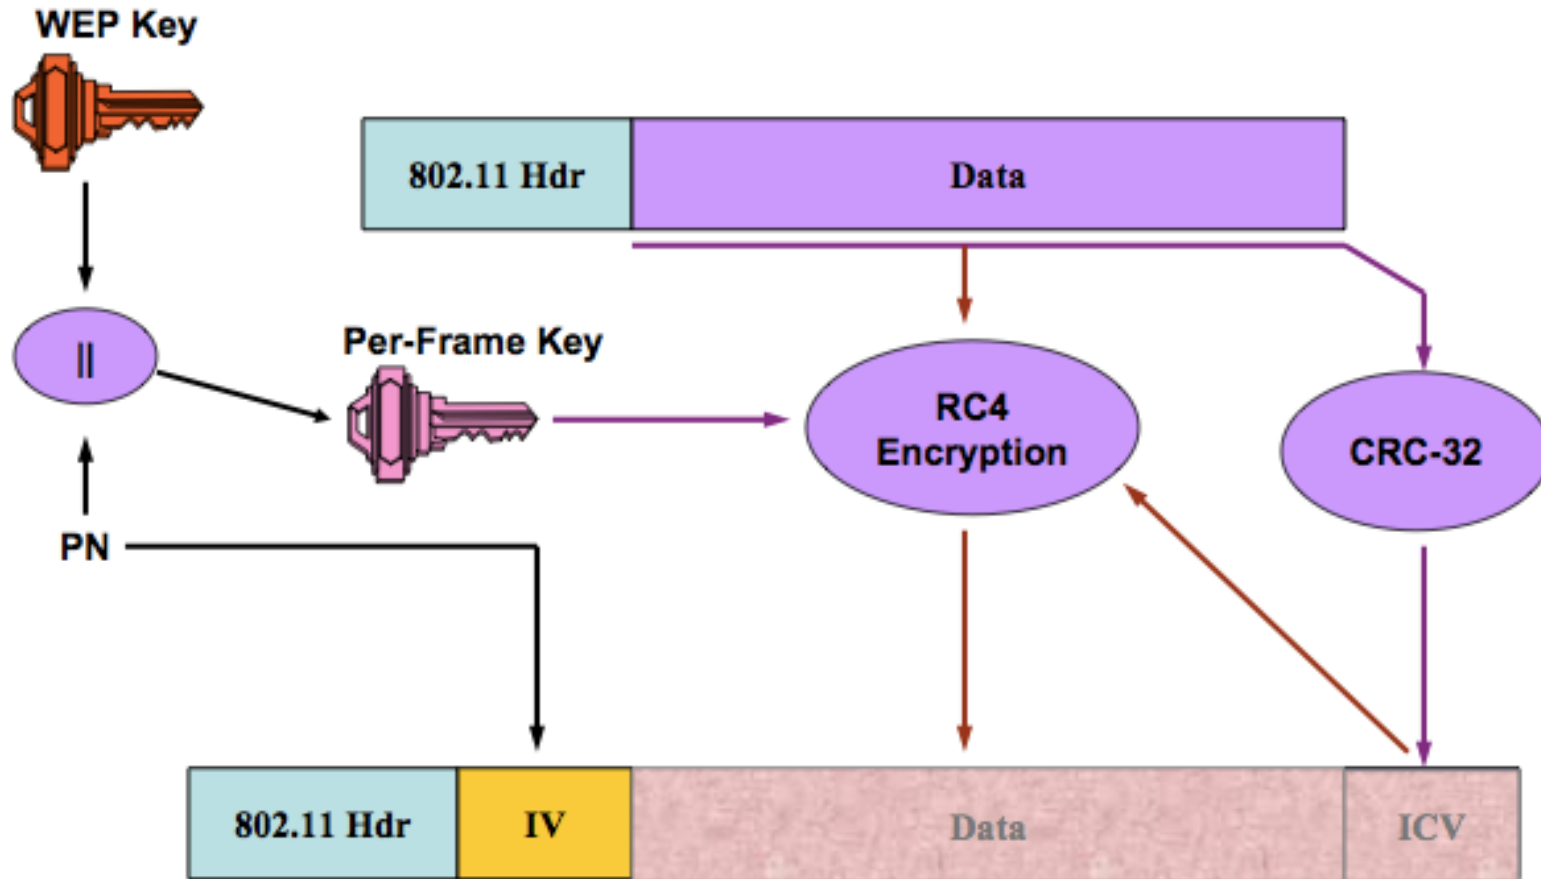 WEP Key
802.11 Hdr
Data
||
Per-Frame Key
RC4
Encryption
CRC-32
PN
802.11 Hdr
IV
Data
ICV